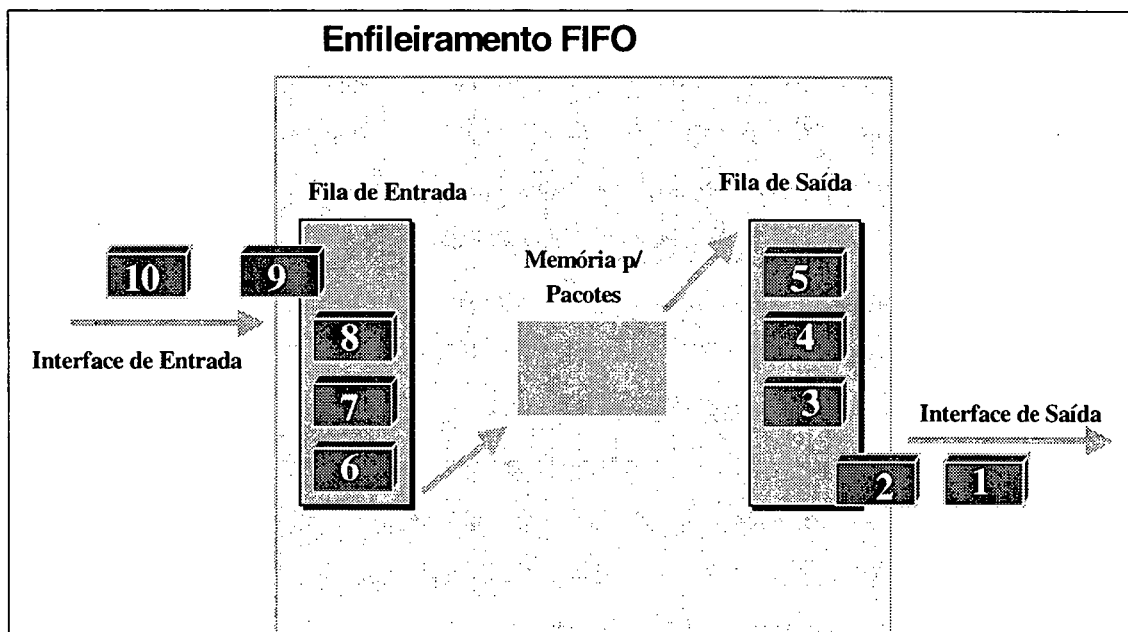 Enfileiramento FIFO
Fila de Entrada
Fila de Saída
10
9
8
7
6
Interface de Entrada
Memória p/
Pacotes
5
4
3
2
1
Interface de Saída